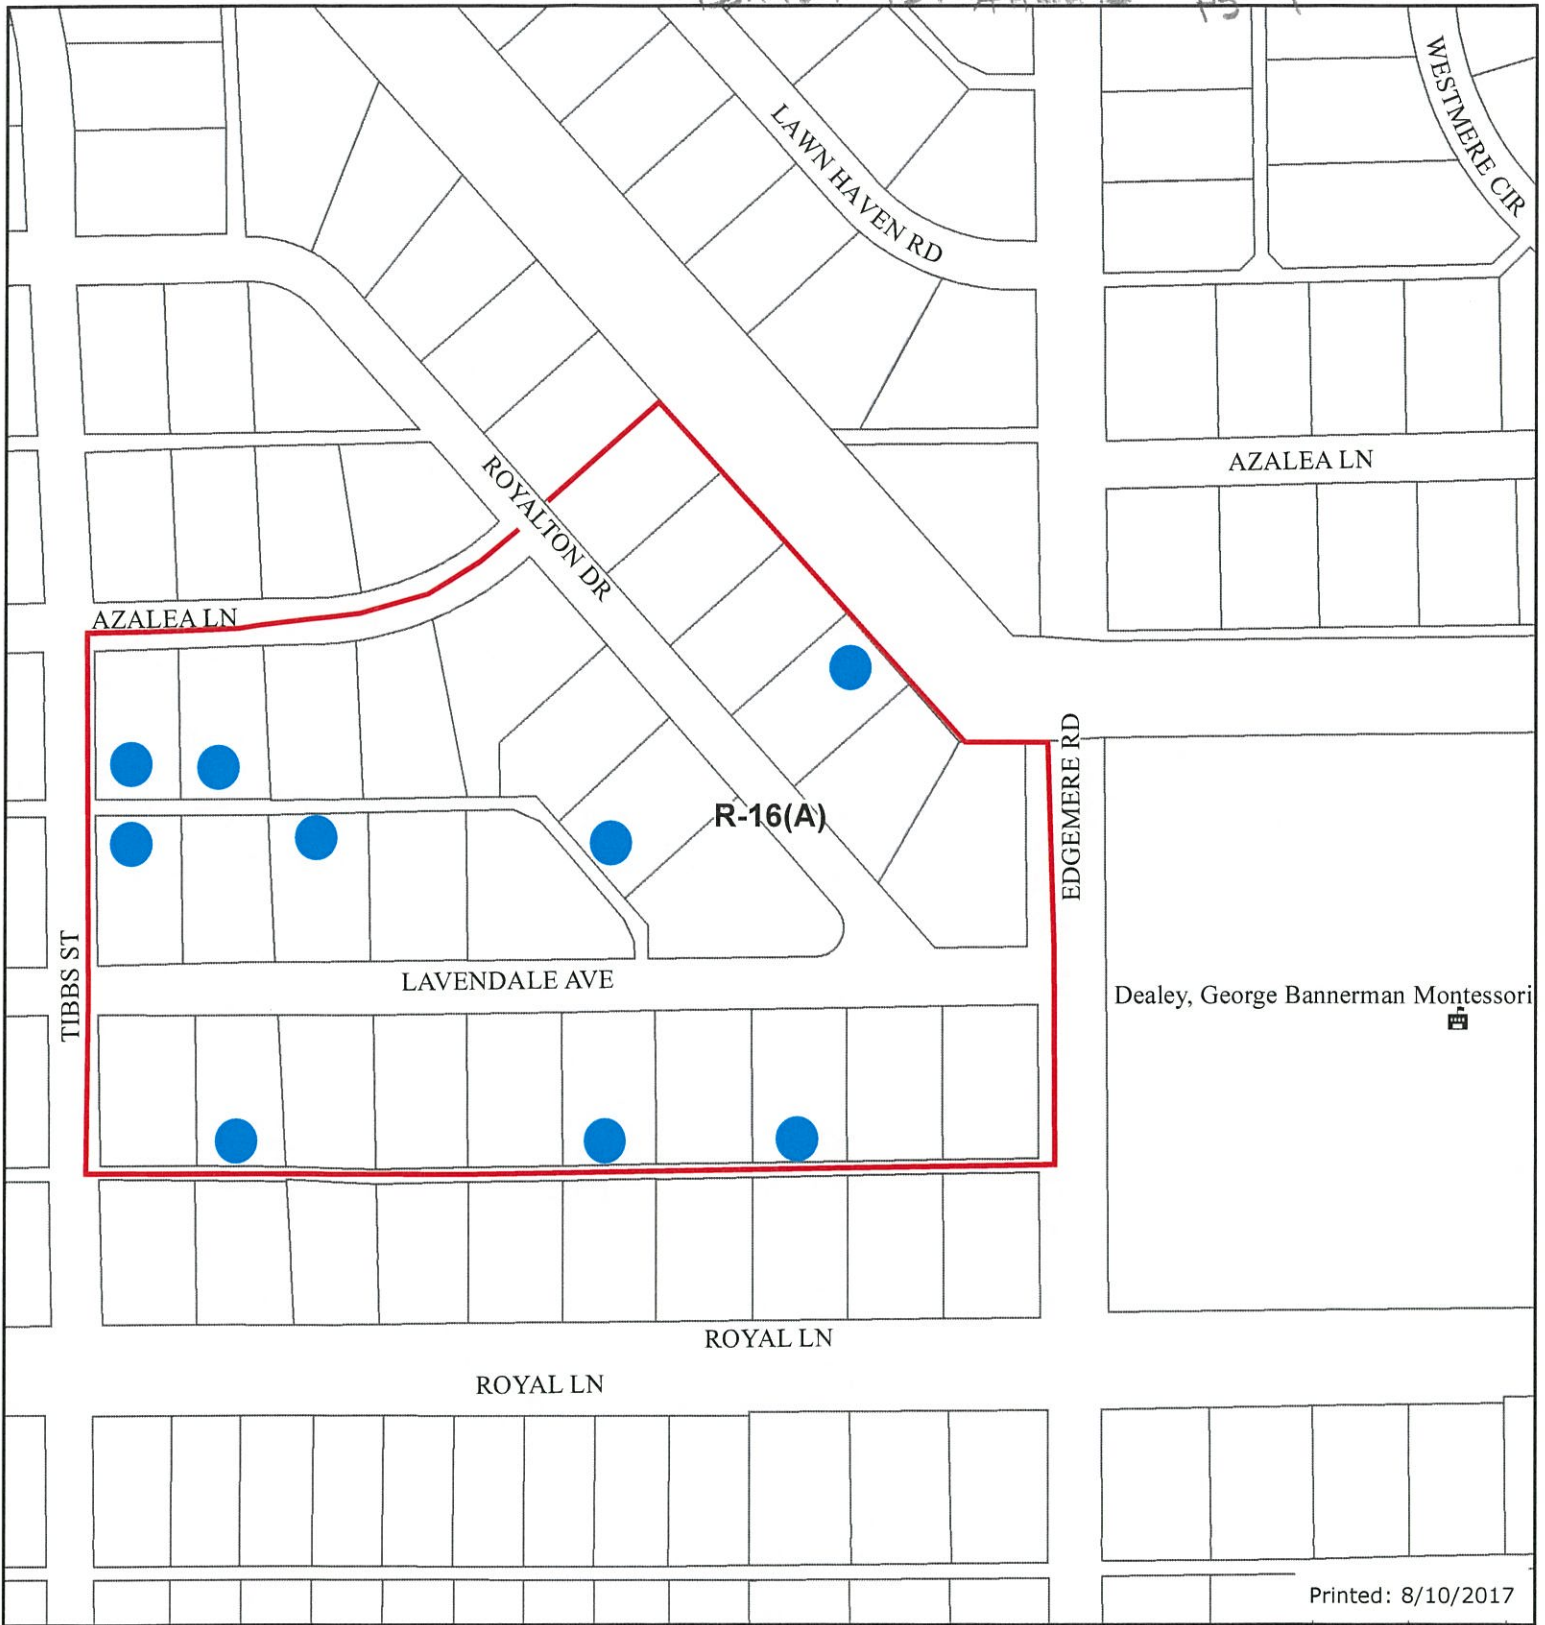 WESTMERE CIR
LAWN HAVEN RD
AZALEA LN
ROYALTON DR
AZALEA LN
EDGEMERE RD
R-16(A)
TIBBS ST
LAVENDALE AVE
Dealey, George Bannerman Montessori
ROYAL LN
ROYAL LN
Printed: 8/10/2017